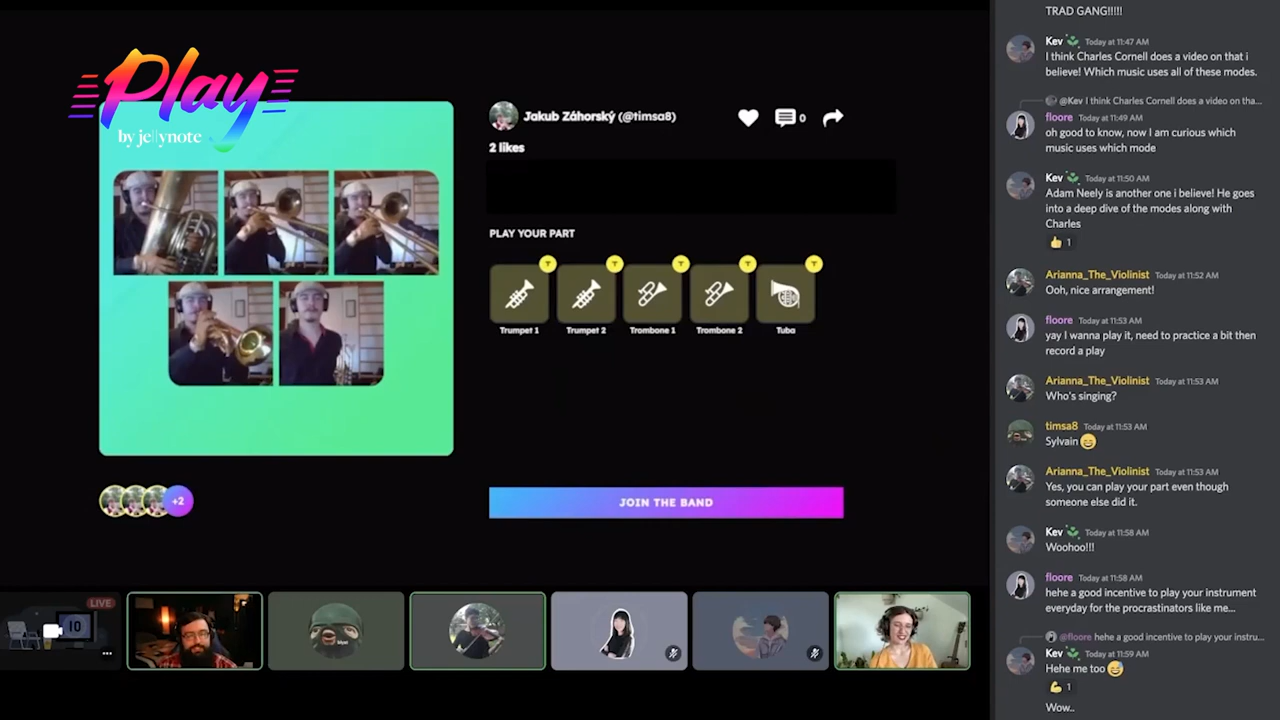 Play
by jellynote
Jakub Záhorský (@timsa8)
0
2 likes
PLAY YOUR PART
Trumpet 1
Trumpet 2
Trombone 1
Trombone 2
Tuba
+2
JOIN THE BAND
LIVE
10
TRAD GANG!!!!!
Kev Today at 11:47 AM
I think Charles Cornell does a video on that i
believe! Which music uses all of these modes.
@Kev I think Charles Cornell does a video on tha...
floore Today at 11:49 AM
oh good to know, now I am curious which
music uses which mode
Kev Today at 11:50 AM
Adam Neely is another one i believe! He goes
into a deep dive of the modes along with
Charles
👍 1
Arianna_The_Violinist Today at 11:52 AM
Ooh, nice arrangement!
floore Today at 11:53 AM
yay I wanna play it, need to practice a bit then
record a play
Arianna_The_Violinist Today at 11:53 AM
Who's singing?
timsa8 Today at 11:53 AM
Sylvain 😄
Arianna_The_Violinist Today at 11:53 AM
Yes, you can play your part even though
someone else did it.
Kev Today at 11:58 AM
Woohoo!!!
floore Today at 11:58 AM
hehe a good incentive to play your instrument
everyday for the procrastinators like me...
@floore hehe a good incentive to play your instru...
Kev Today at 11:59 AM
Hehe me too 😅
💪 1
Wow..